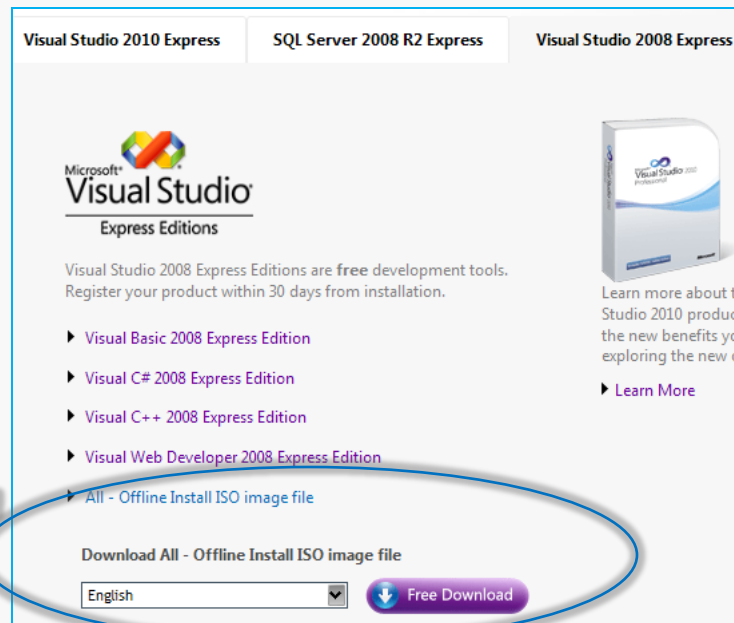 Visual Studio 2010 Express
SQL Server 2008 R2 Express
Visual Studio 2008 Express
Microsoft
Visual Studio
Express Editions
Visual Studio 2010
Professional
Microsoft
Visual Studio 2008 Express Editions are free development tools.
Register your product within 30 days from installation.
Visual Basic 2008 Express Edition
Visual C# 2008 Express Edition
Visual C++ 2008 Express Edition
Visual Web Developer 2008 Express Edition
All - Offline Install ISO image file
Download All - Offline Install ISO image file
English
Free Download
Learn more about
Studio 2010
the new benefits
exploring the new
Learn More